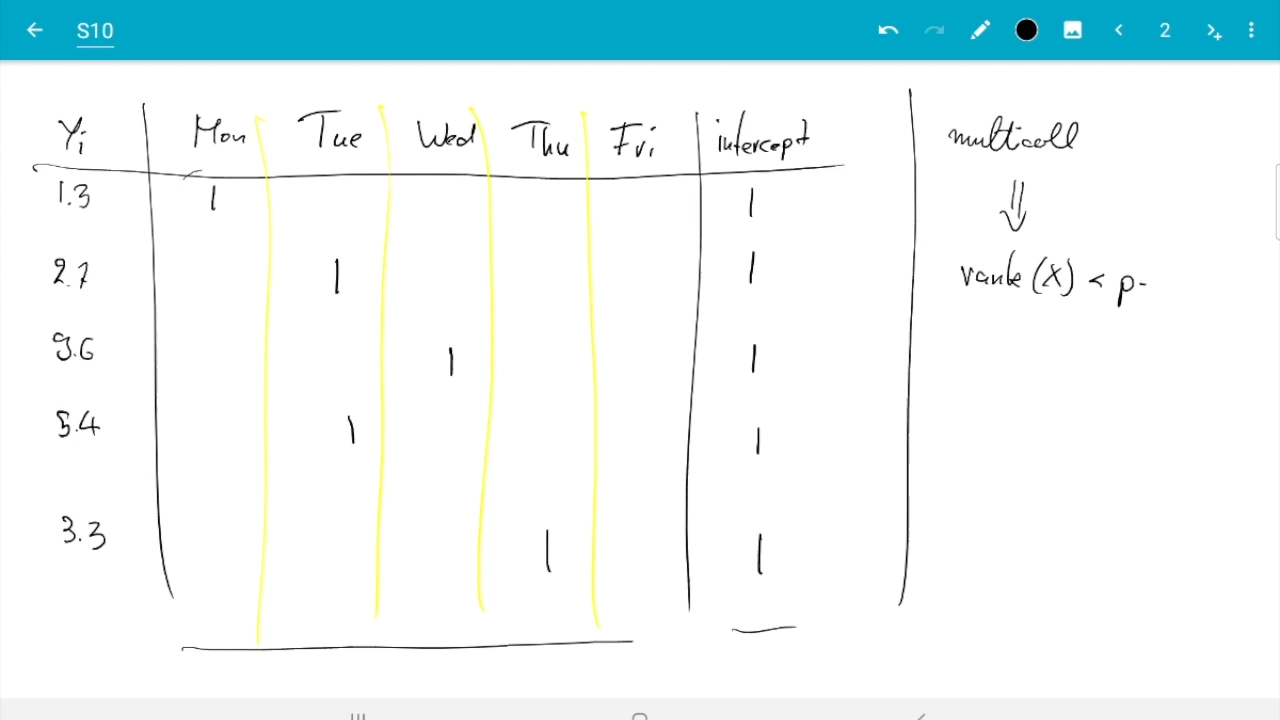 S10
2
Yi Mon Tue Wed Thu Fri intercept multicoll
1.3 1 1
⇓
2.7 1 1 rank (X) < p.
9.6 1 1
5.4 1 1
3.3 1 1